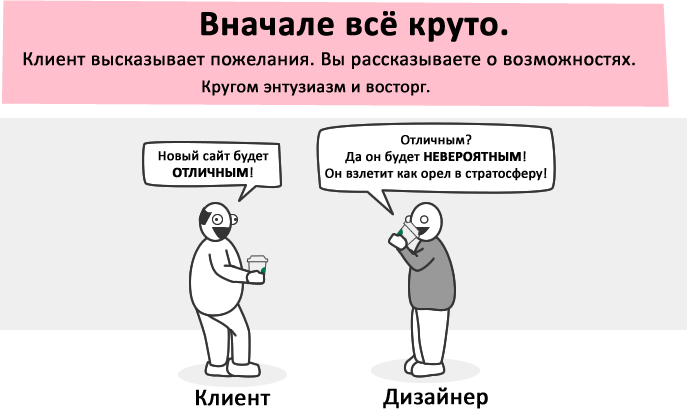 Вначале всё круто.
Клиент высказывает пожелания. Вы рассказываете о возможностях.
Кругом энтузиазм и восторг.
Новый сайт будет
ОТЛИЧНЫМ!
Отличным?
Да он будет НЕВЕРОЯТНЫМ!
Он взлетит как орел в стратосферу!
Клиент
Дизайнер